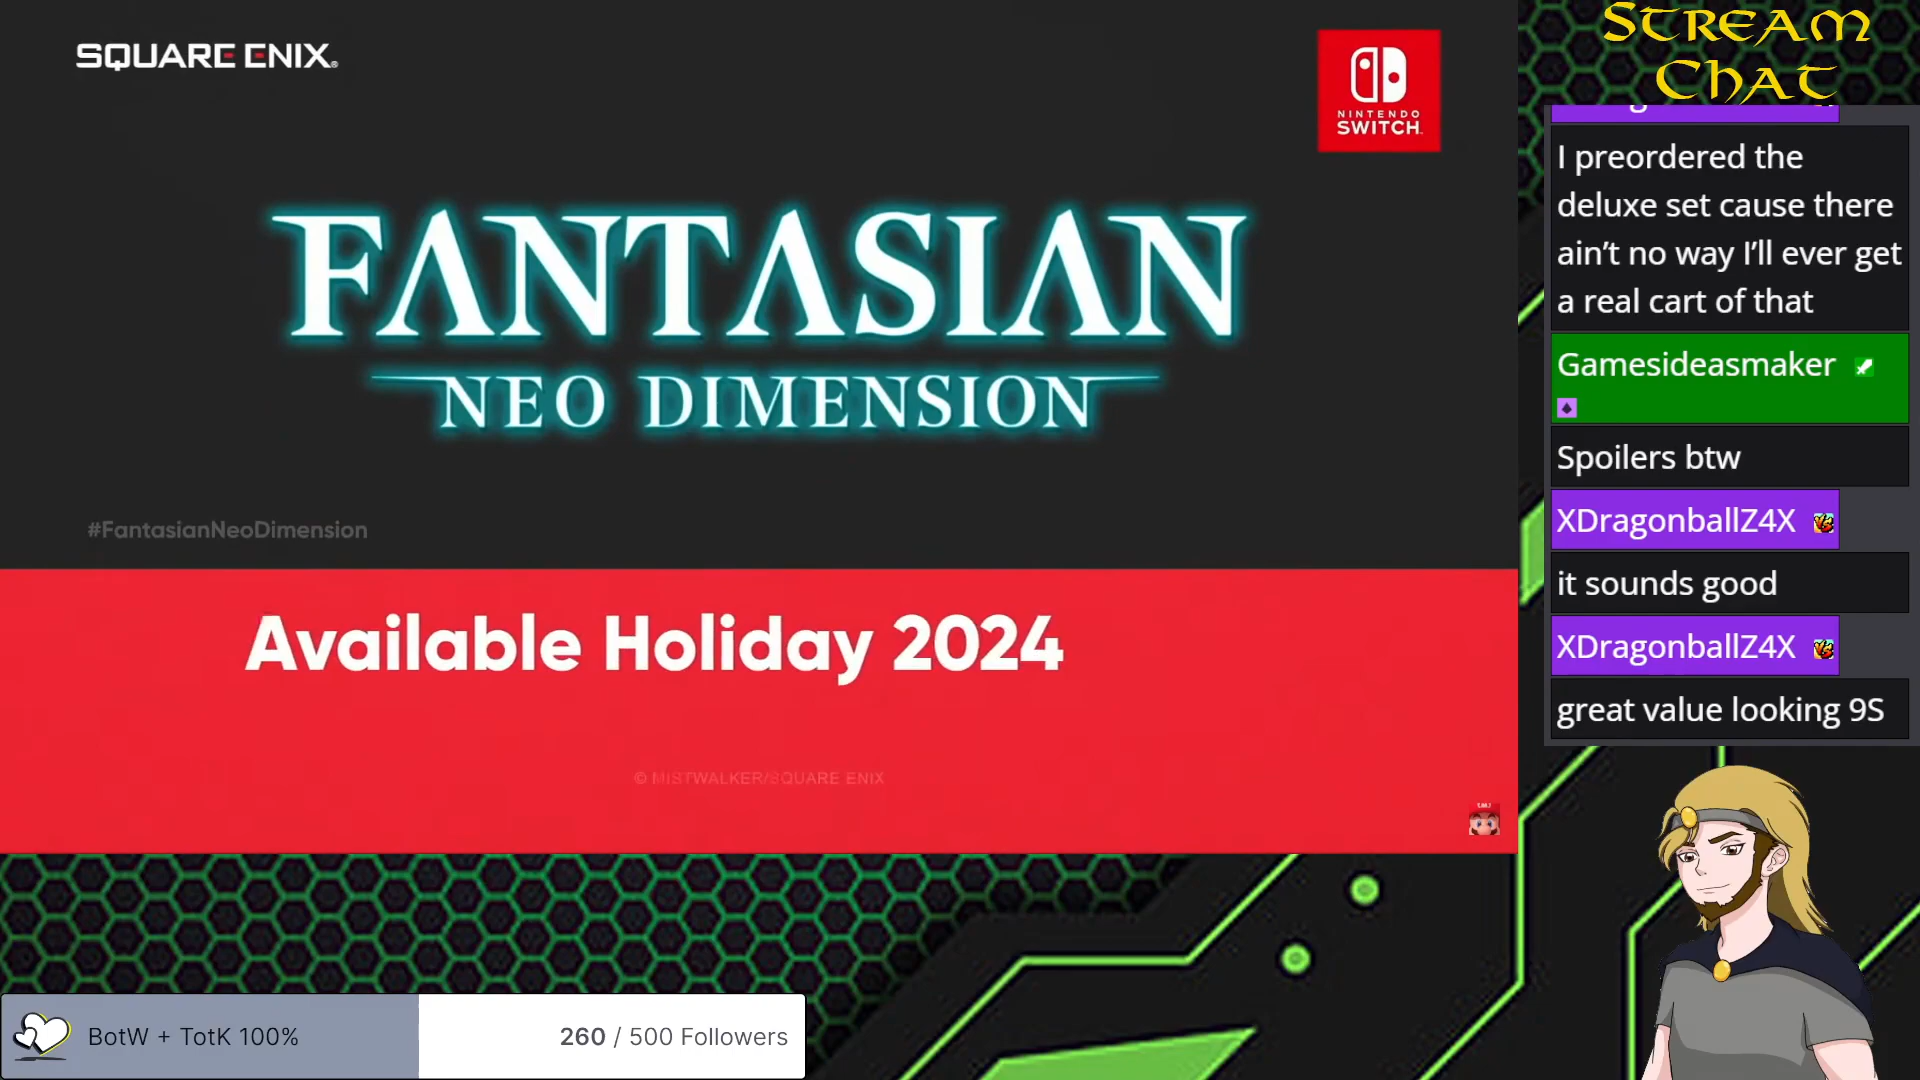 SQUARE ENIX
NINTENDO
SWITCH
FANTASIAN
NEO DIMENSION
#FantasianNeoDimension
Available Holiday 2024
© MISTWALKER/SQUARE ENIX
STREAM
CHAT
I preordered the
deluxe set cause there
ain't no way I'll ever get
a real cart of that
Gamesideasmaker
Spoilers btw
XDragonballZ4X
it sounds good
XDragonballZ4X
great value looking 9S
BotW + TotK 100%
260 / 500 Followers